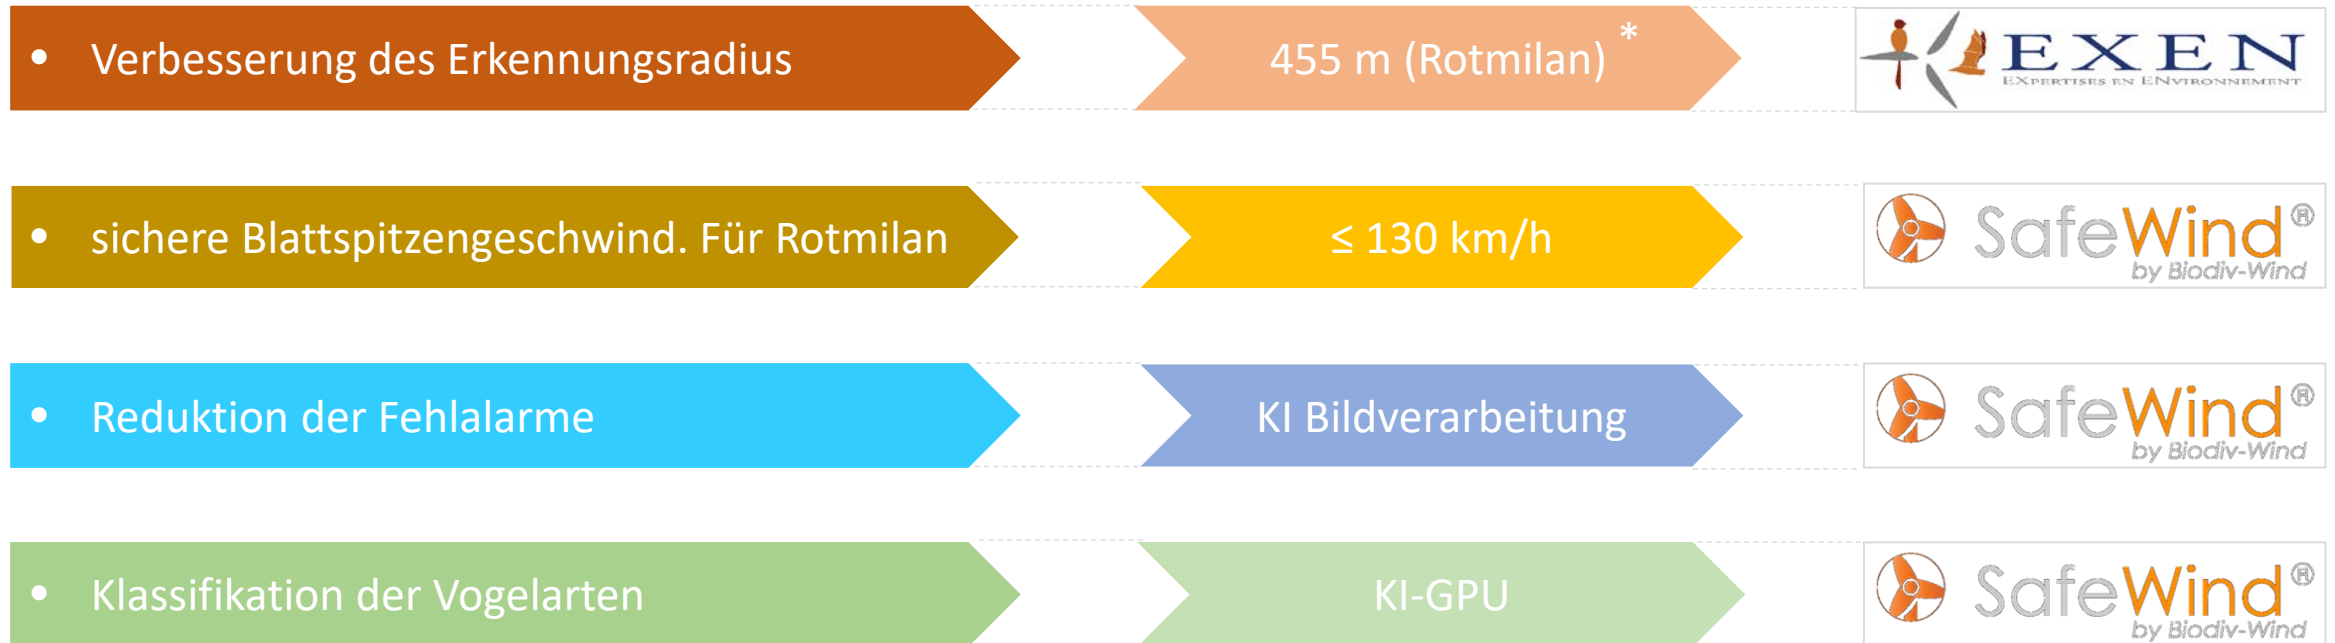 • Verbesserung des Erkennungsradius
455 m (Rotmilan) *
EXEN
EXPERTISES EN ENVIRONNEMENT
• sichere Blattspitzengeschwind. Für Rotmilan
≤ 130 km/h
SafeWind®
by Biodiv-Wind
• Reduktion der Fehlalarme
KI Bildverarbeitung
SafeWind®
by Biodiv-Wind
• Klassifikation der Vogelarten
KI-GPU
SafeWind®
by Biodiv-Wind